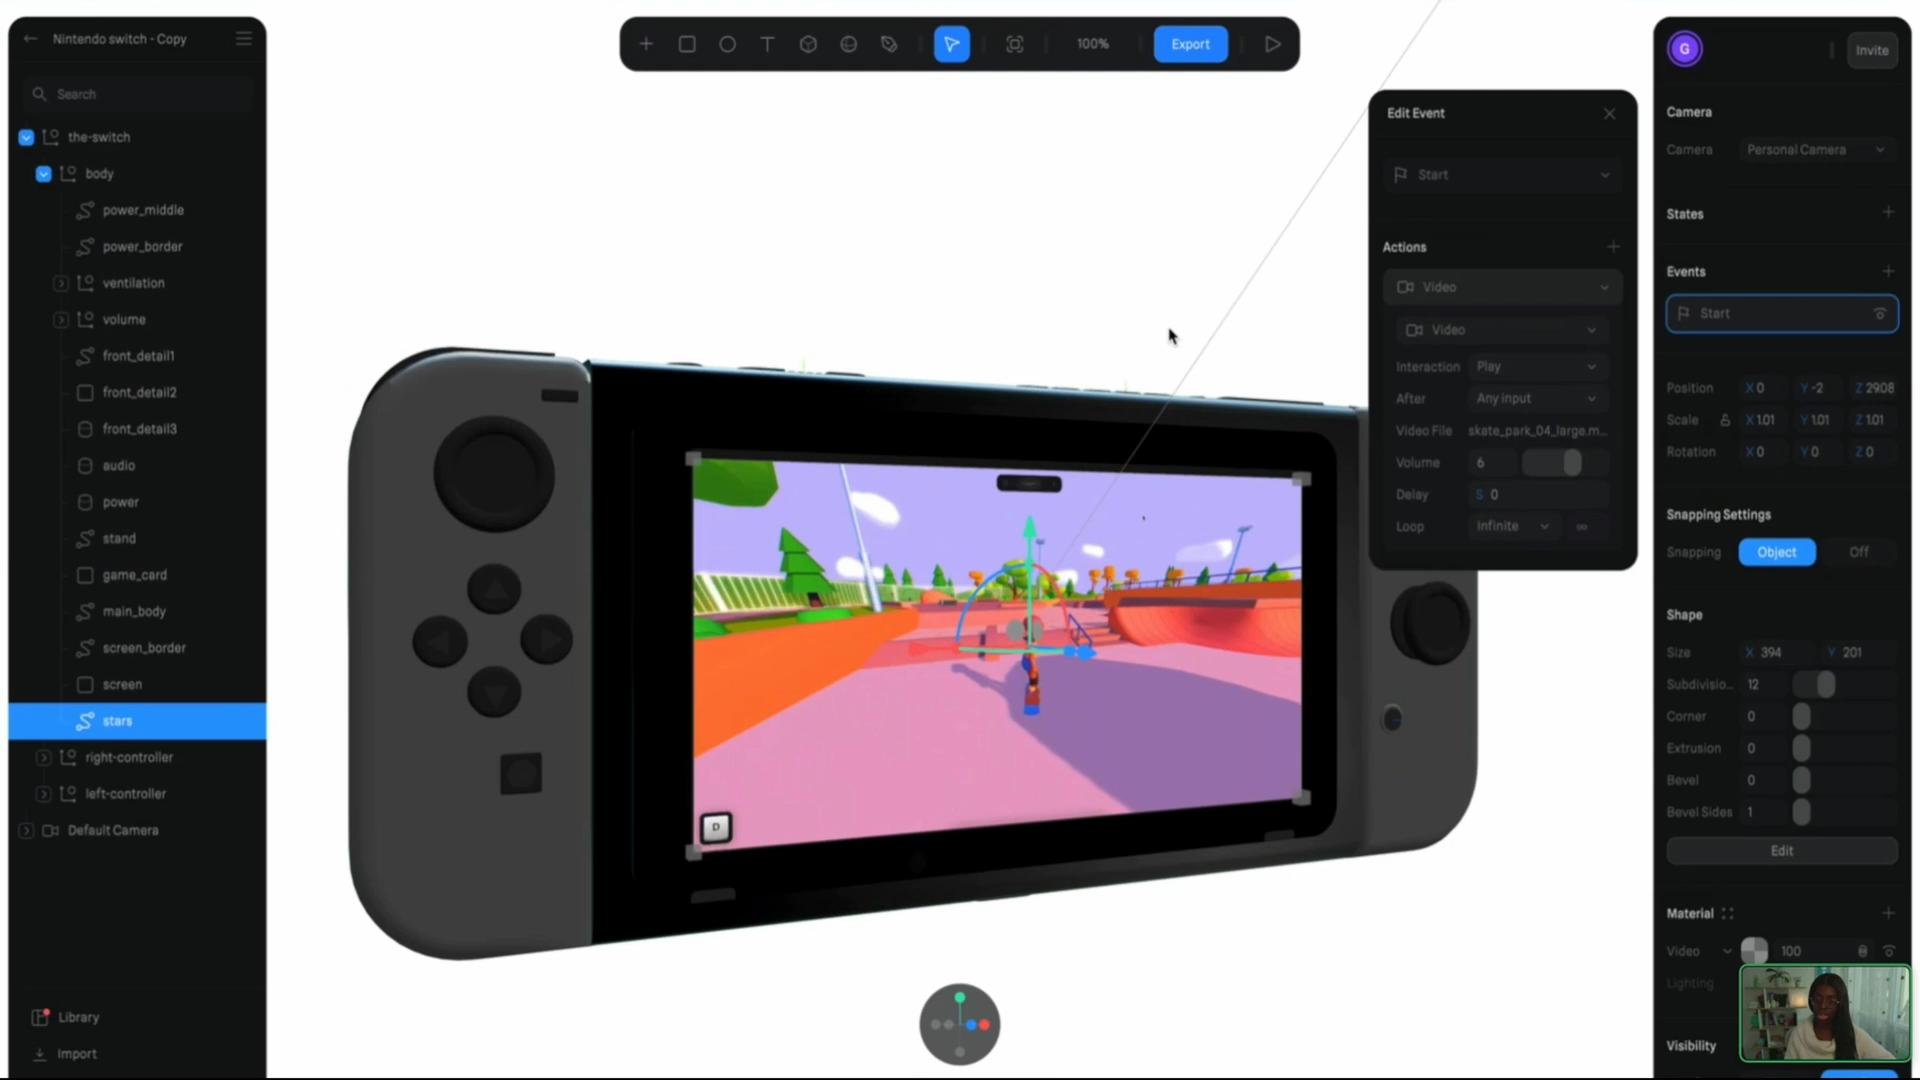 Nintendo switch - Copy
Search
the-switch
body
power_middle
power_border
ventilation
volume
front_detail1
front_detail2
front_detail3
audio
power
stand
game_card
main_body
screen_border
screen
stars
right-controller
left-controller
Default Camera
Library
Import
100%
Export
D
Edit Event
Start
Actions
Video
Video
Interaction Play
After Any input
Video File skate_park_04_large.m...
Volume 6
Delay S 0
Loop Infinite ∞
G
Invite
Camera
Camera Personal Camera
States
Events
Start
Position X 0 Y -2 Z 29.08
Scale X 1.01 Y 1.01 Z 1.01
Rotation X 0 Y 0 Z 0
Snapping Settings
Snapping Object Off
Shape
Size X 394 Y 201
Subdivisio... 12
Corner 0
Extrusion 0
Bevel 0
Bevel Sides 1
Edit
Material
Video 100
Lighting
Visibility